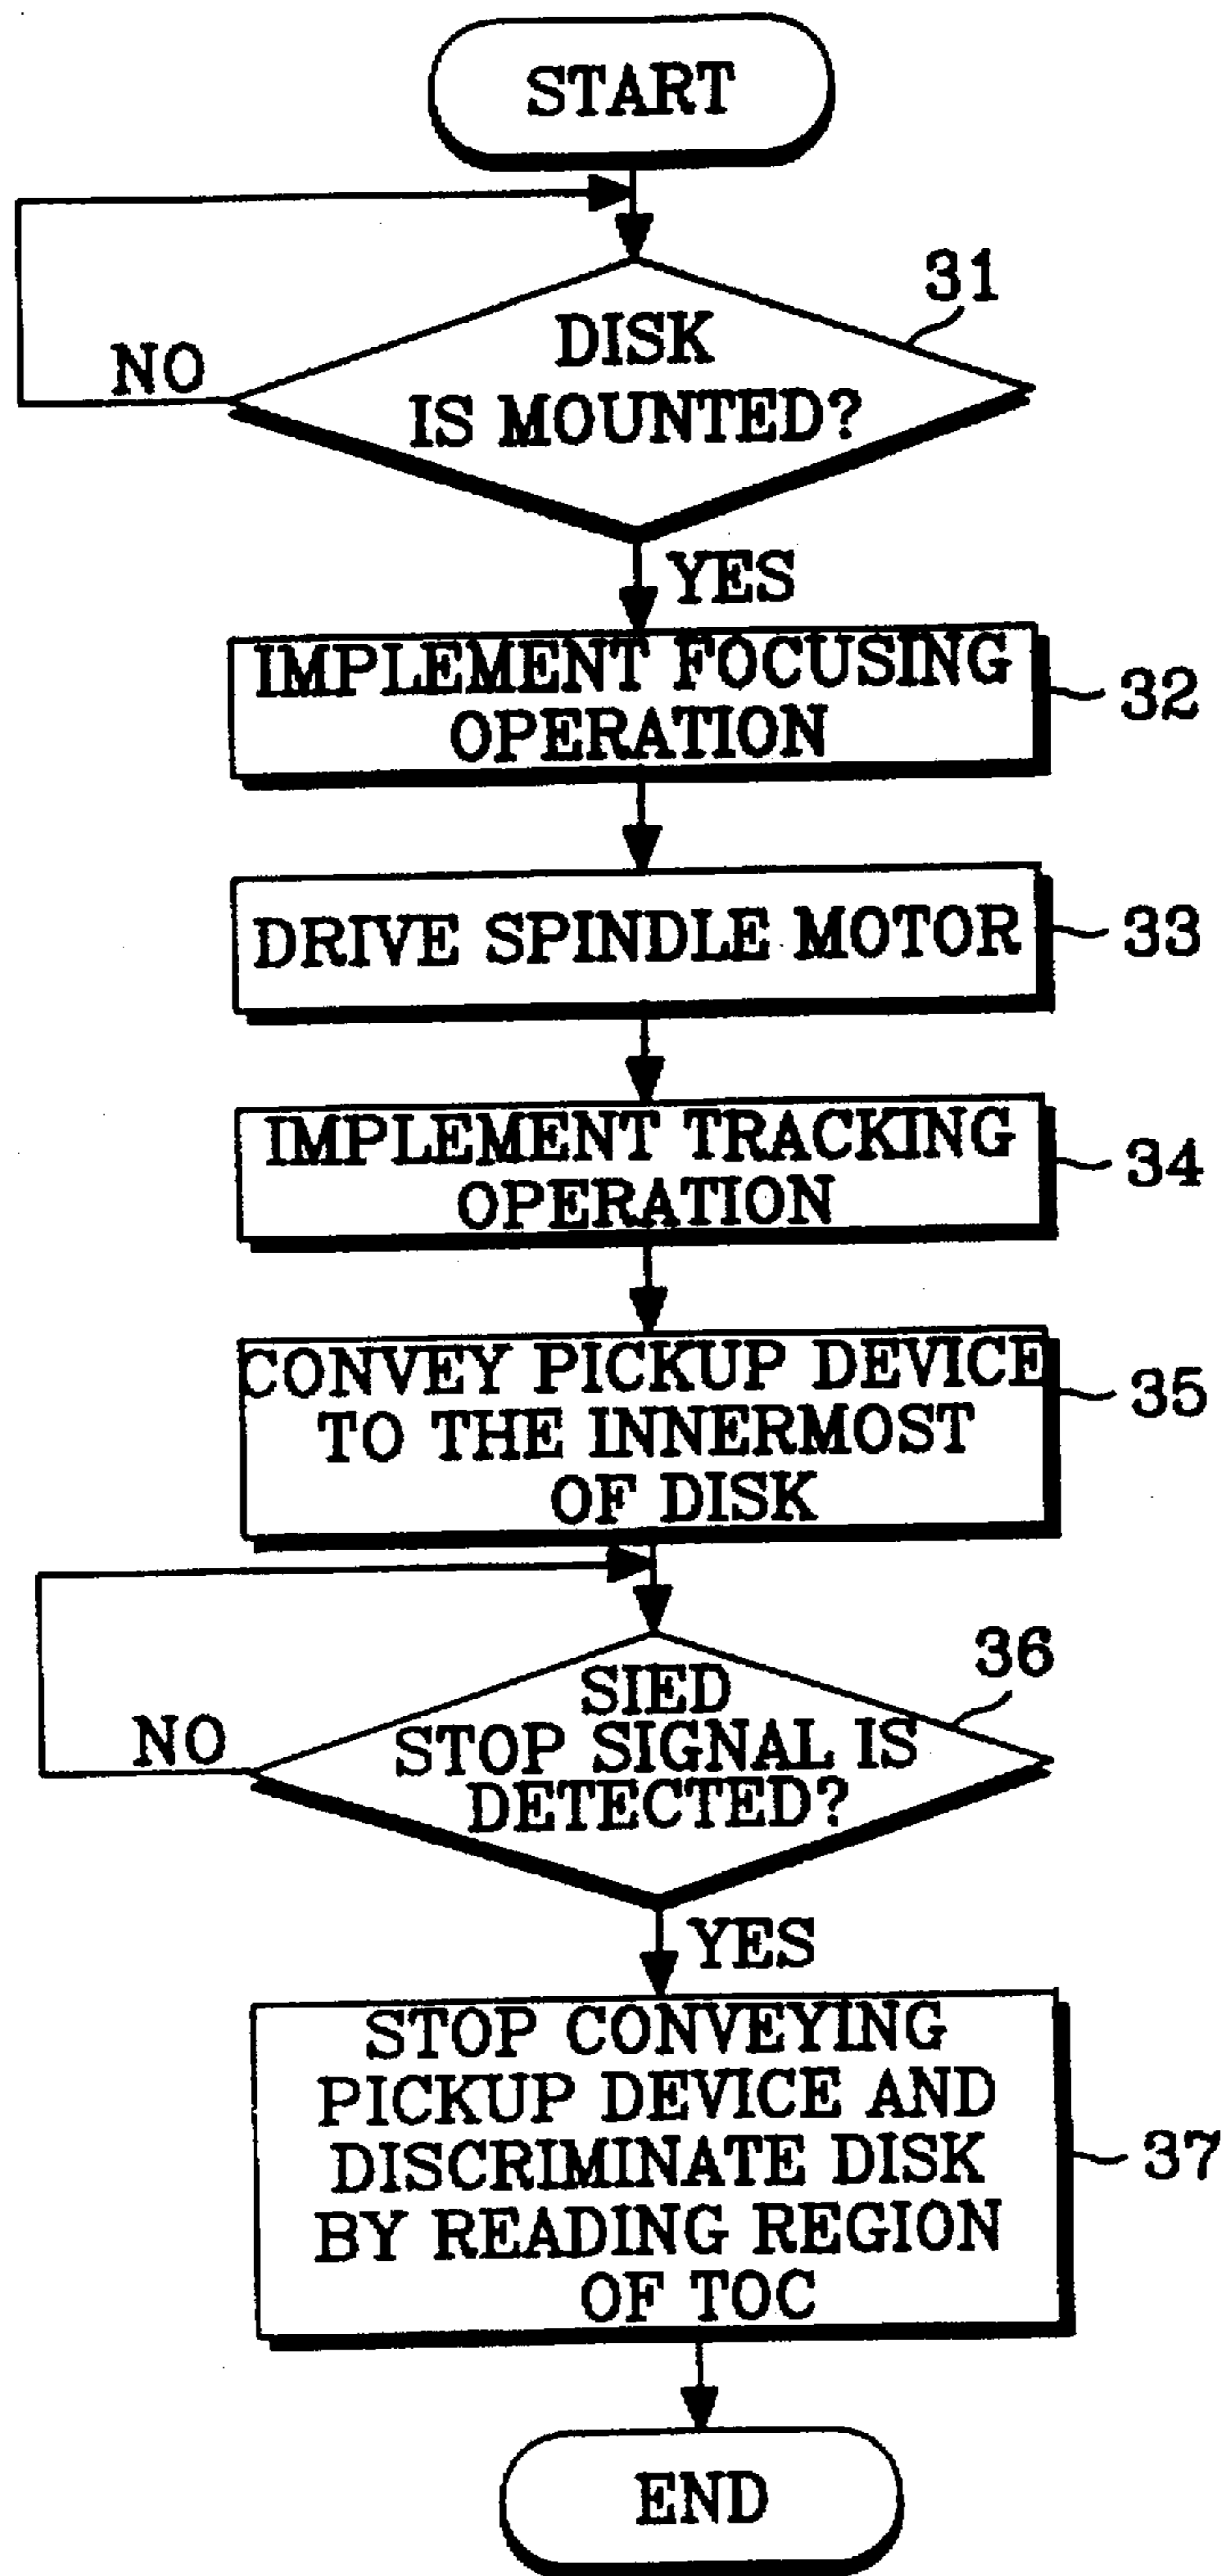 START
31
DISK
NO
IS MOUNTED?
YES
IMPLEMENT FOCUSING
OPERATION
32
DRIVE SPINDLE MOTOR
33
IMPLEMENT TRACKING
OPERATION
34
CONVEY PICKUP DEVICE
TO THE INNERMOST
OF DISK
35
36
SIED
NO
STOP SIGNAL IS
DETECTED?
YES
STOP CONVEYING
PICKUP DEVICE AND
DISCRIMINATE DISK
BY READING REGION
OF TOC
37
END